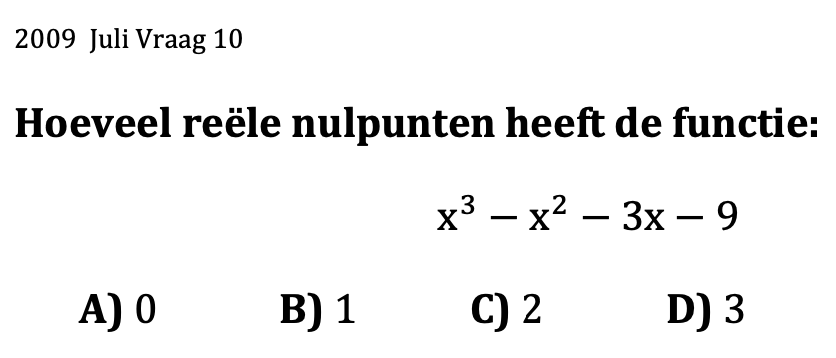 2009 Juli Vraag 10
Hoeveel reële nulpunten heeft de functie:
x³ − x² − 3x − 9
A) 0 B) 1 C) 2 D) 3